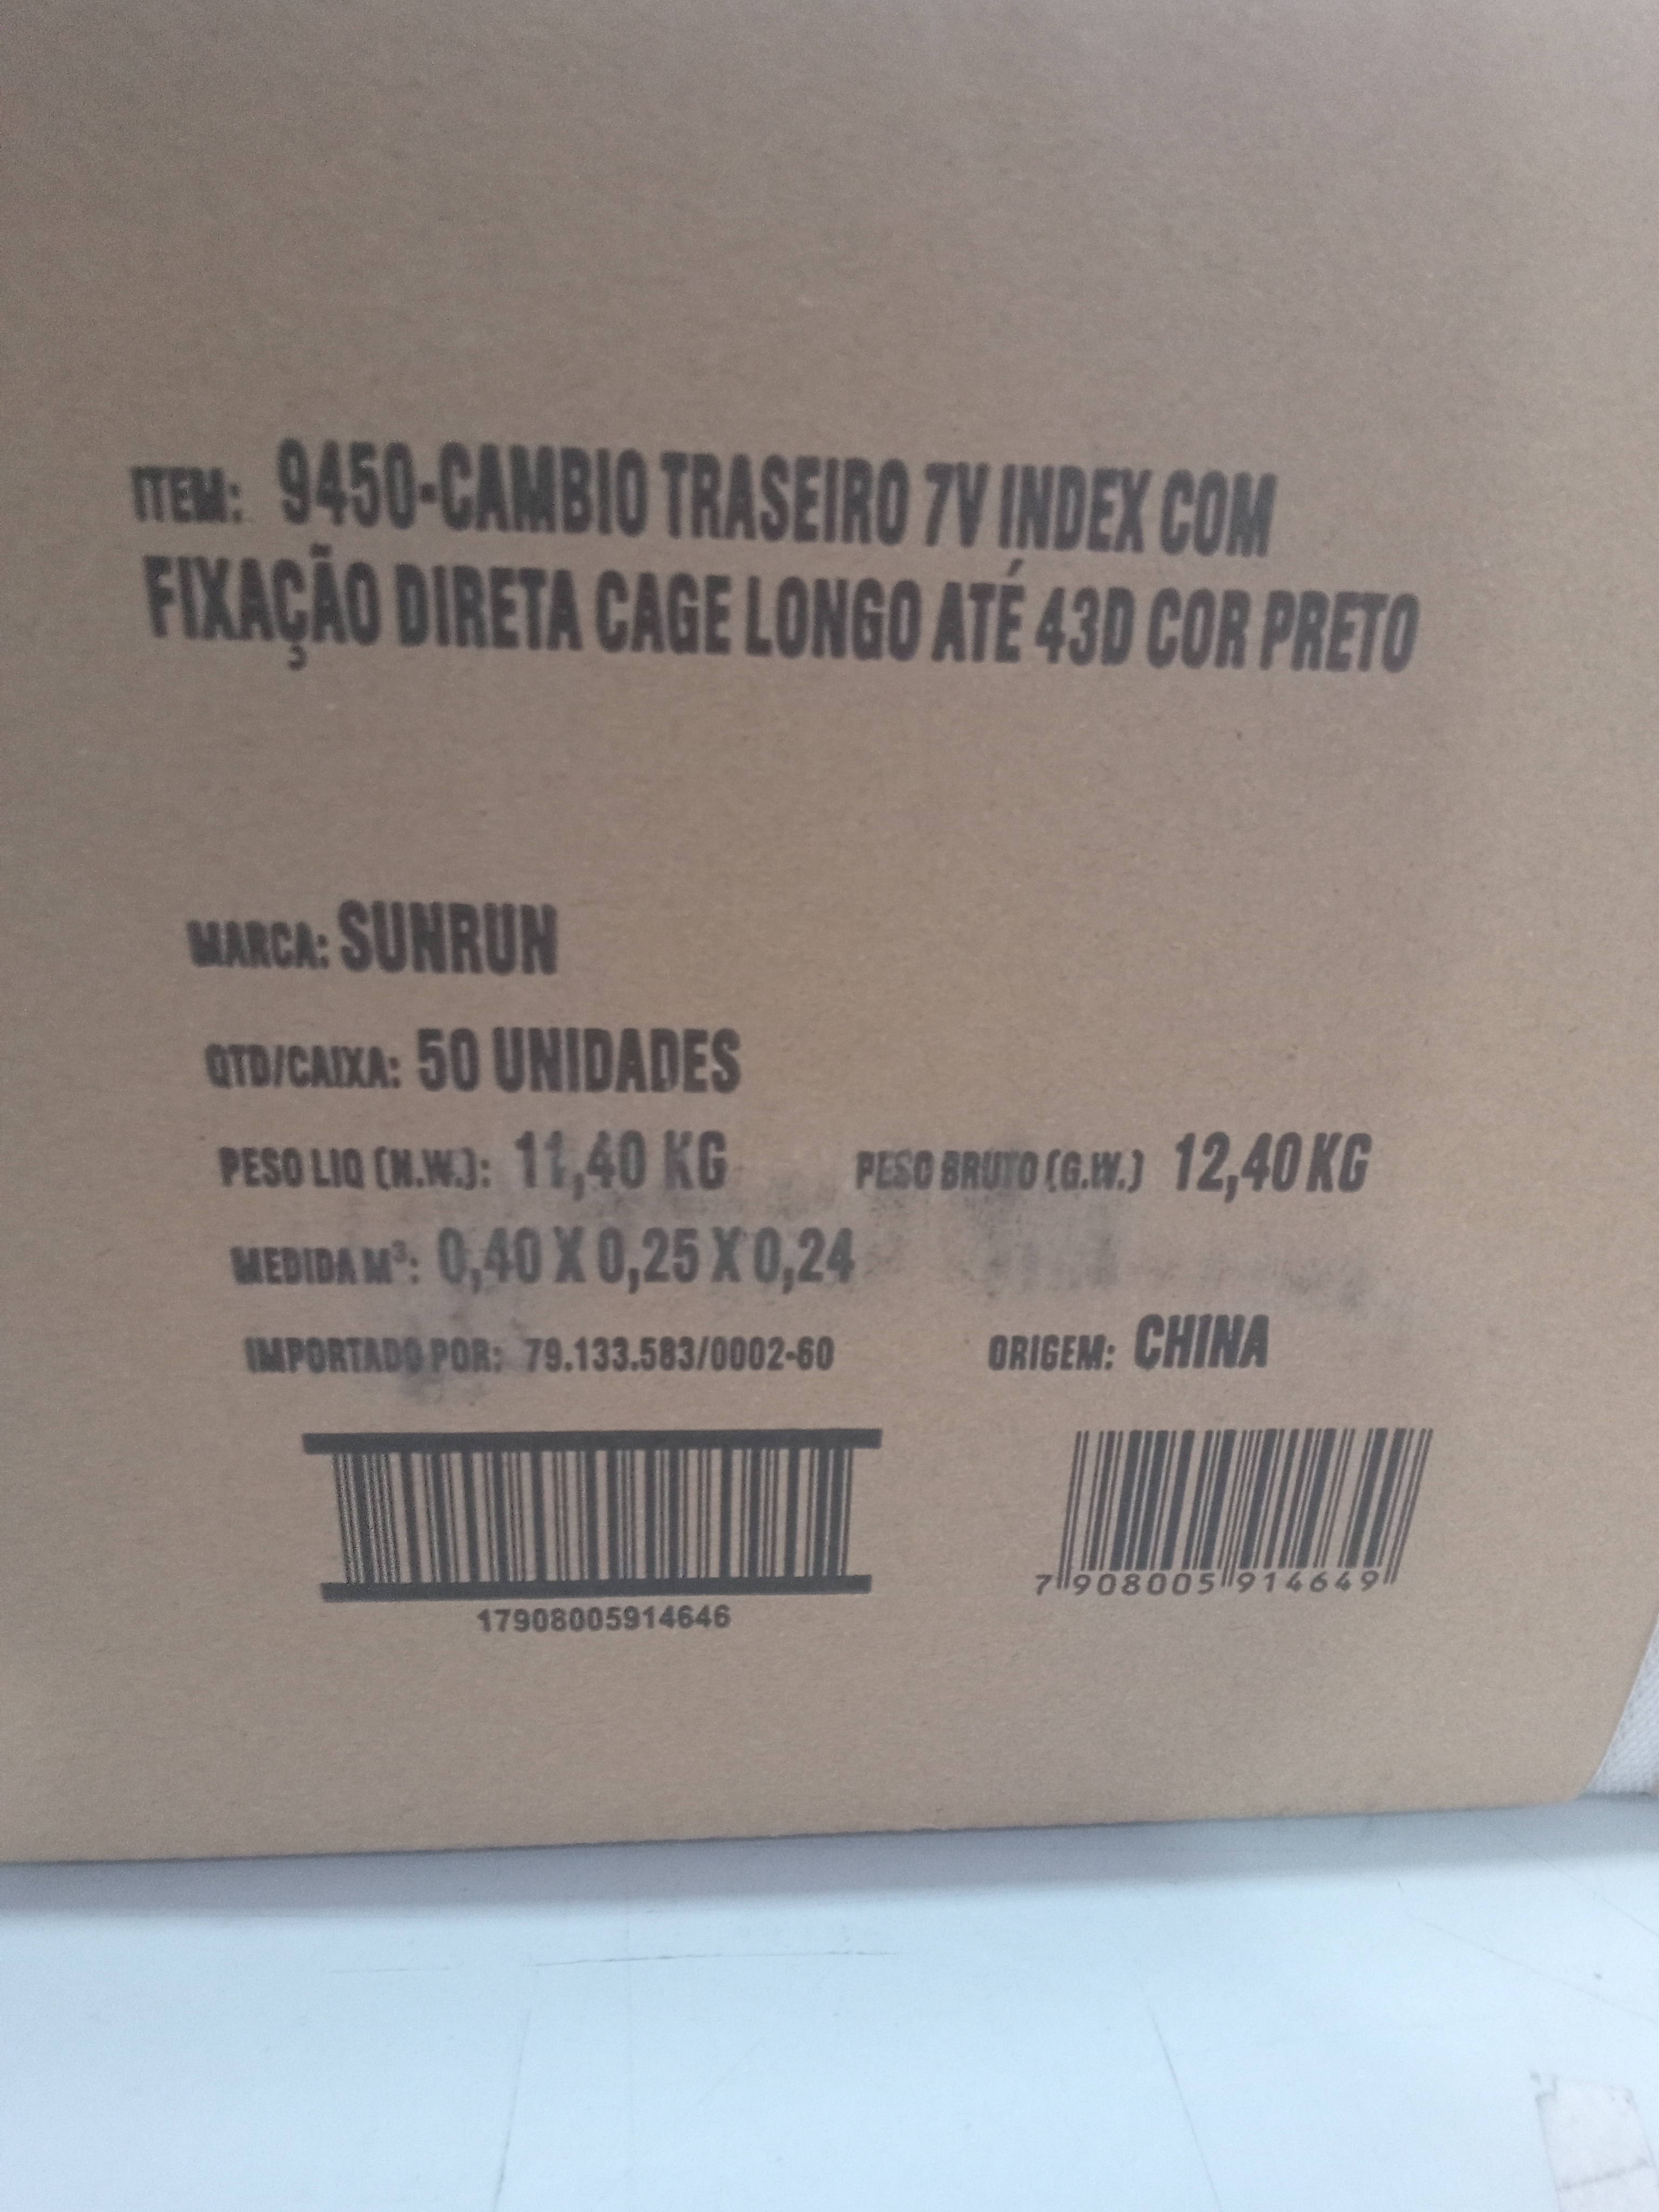 ITEM: 9450-CAMBIO TRASEIRO 7V INDEX COM
FIXAÇÃO DIRETA CAGE LONGO ATÉ 43D COR PRETO
MARCA: SUNRUN
QTD/CAIXA: 50 UNIDADES
PESO LIQ (N.W.): 11,40 KG PESO BRUTO (G.W.) 12,40 KG
MEDIDA M³: 0,40 X 0,25 X 0,24
IMPORTADO POR: 79.133.583/0002-60 ORIGEM: CHINA
17908005914646
7 908005 914649